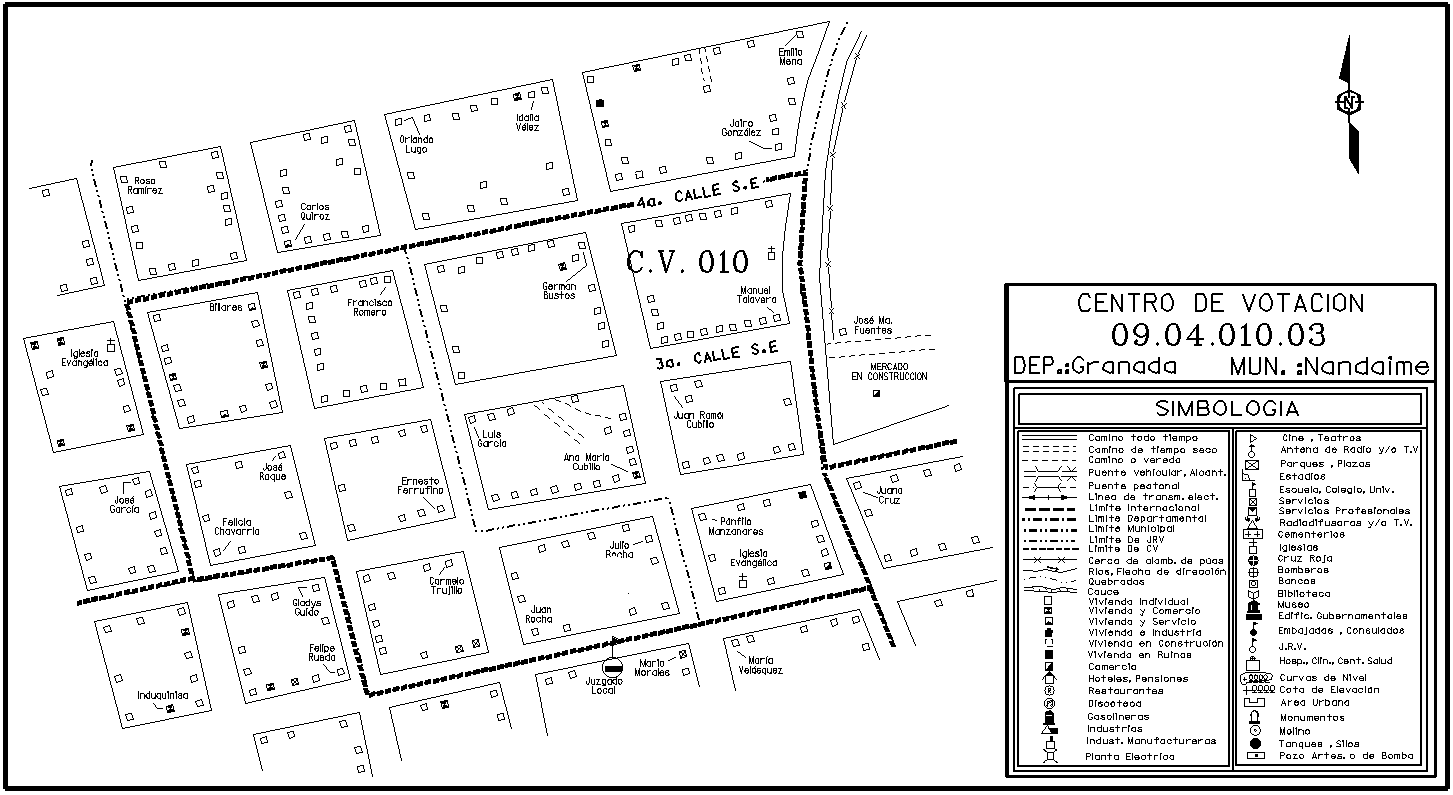 Emilio
Mena
Idalia
Vélez
Orlando
Lugo
Jairo
González
Rosa
Ramírez
Carlos
Quiroz
4a. CALLE S.E
N
C.V. 010
German
Bustos
Manuel
Talavera
Francisco
Romero
Billares
Iglesia
Evangélica
José Ma.
Fuentes
3a. CALLE S.E
MERCADO
EN CONSTRUCCION
Juan Ramón
Cubillo
Luis
García
Ana María
Cubillo
José
Roque
Ernesto
Ferrufino
José
García
Felicia
Chavarría
Juana
Cruz
Pánfilo
Manzanares
Iglesia
Evangélica
Julio
Rocha
Carmelo
Trujillo
Juan
Rocha
Gladys
Guido
Felipe
Rueda
Induquinisa
Juzgado
Local
Mario
Morales
María
Velásquez
CENTRO DE VOTACION
09.04.010.03
DEP.:Granada MUN. :Nandaime
SIMBOLOGIA
Camino todo tiempo
Camino de tiempo seco
Camino o vereda
Puente vehicular, Alcant.
Puente peatonal
Linea de transm. elect.
Limite Internacional
Limite Departamental
Limite Municipal
Limite De JRV
Limite De CV
Cerca de alamb. de púas
Rios, Flecha de dirección
Quebradas
Cauce
Vivienda Individual
Vivienda y Comercio
Vivienda y Servicio
Vivienda e Industria
Vivienda en Construción
Vivienda en Ruinas
Comercio
Hoteles, Pensiones
Restaurantes
Discoteca
Gasolineras
Industrias
Indust. Manufactureras
Planta Electrica
Cine , Teatros
Antena de Radio y/o T.V
Parques , Plazas
Estadios
Escuela, Colegio, Univ.
Servicios
Servicios Profesionales
Radiodifusoras y/o T.V.
Cementerios
Iglesias
Cruz Roja
Bomberos
Bancos
Biblioteca
Museo
Edific. Gubernamentales
Embajadas , Consulados
J.R.V.
Hosp., Clin., Cent. Salud
Curvas de Nivel
Cota de Elevación
Area Urbana
Monumentos
Molino
Tanques , Silos
Pozo Artes. o de Bomba